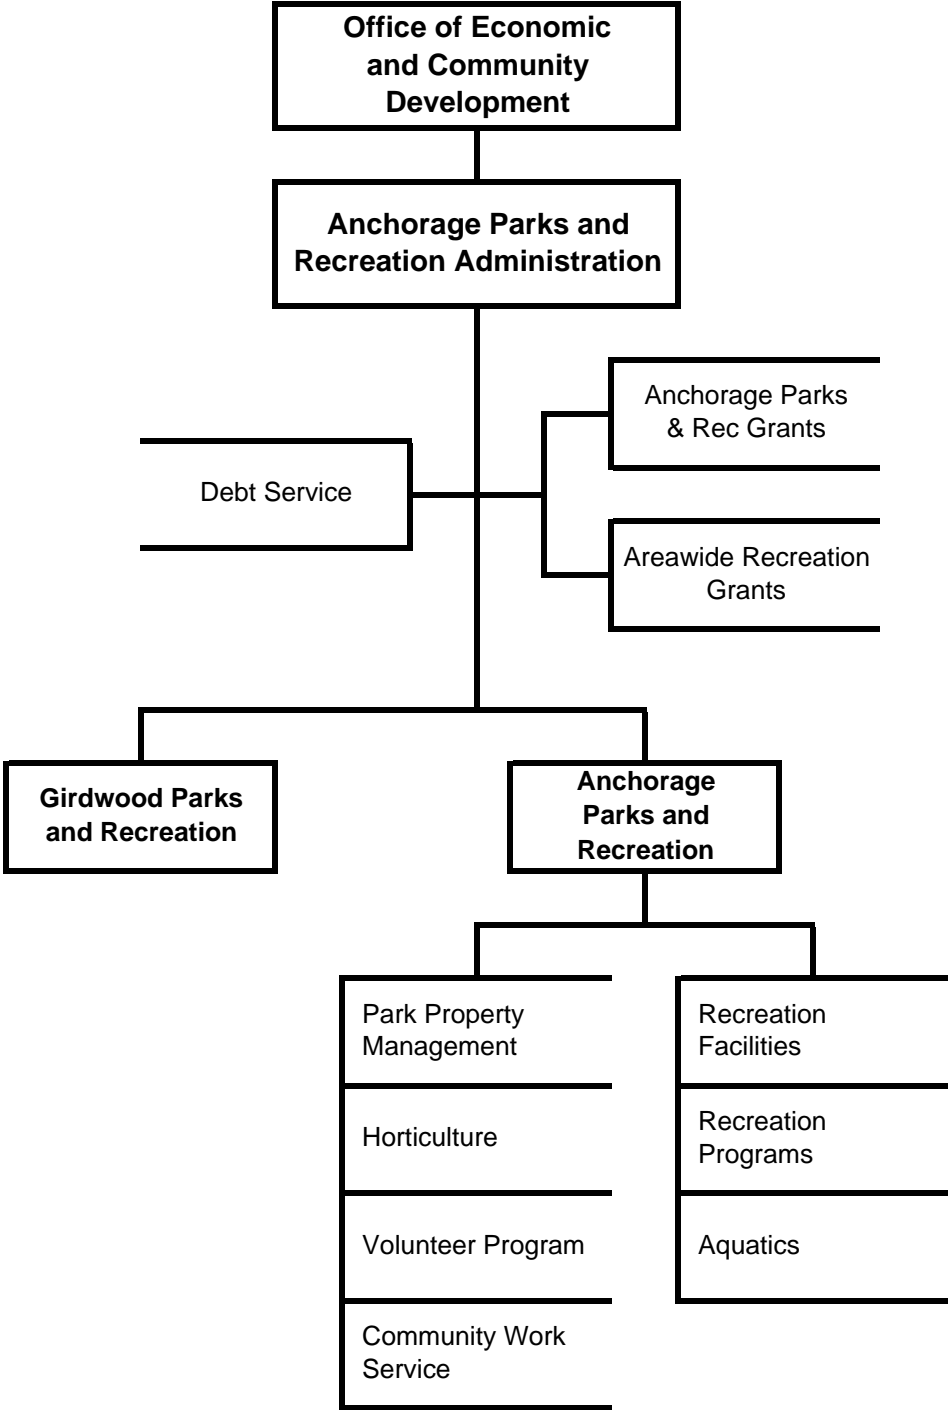 Office of Economic
and Community
Development
Anchorage Parks and
Recreation Administration
Anchorage Parks
& Rec Grants
Debt Service
Areawide Recreation
Grants
Girdwood Parks
and Recreation
Anchorage
Parks and
Recreation
Park Property
Management
Horticulture
Volunteer Program
Community Work
Service
Recreation
Facilities
Recreation
Programs
Aquatics